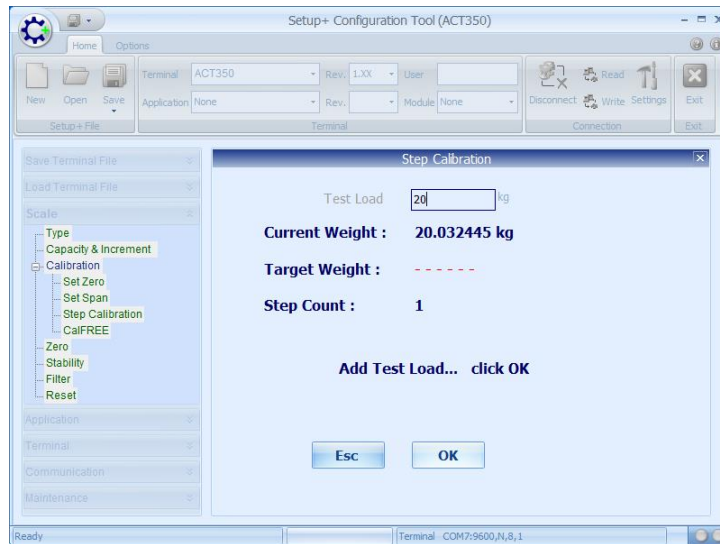 Setup+ Configuration Tool (ACT350)
Home Options
New Open Save
Setup+ File
Terminal ACT350 Rev. 1.XX User
Application None Rev. Module None
Terminal
Disconnect Read Write Settings
Connection
Exit
Exit
Save Terminal File
Load Terminal File
Scale
Type
Capacity & Increment
Calibration
Set Zero
Set Span
Step Calibration
CalFREE
Zero
Stability
Filter
Reset
Application
Terminal
Communication
Maintenance
Step Calibration
Test Load 20 kg
Current Weight : 20.032445 kg
Target Weight : - - - - - -
Step Count : 1
Add Test Load... click OK
Esc OK
Ready Terminal COM7:9600,N,8,1